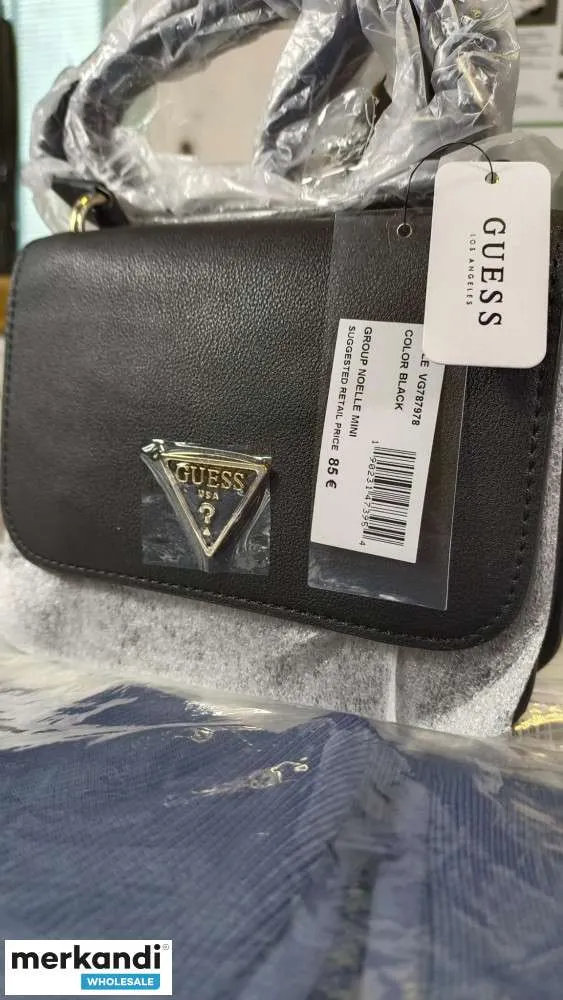 GUESS
LOS ANGELES
VG787978
COLOR BLACK
GROUP NOELLE MINI
SUGGESTED RETAIL PRICE 85 €
GUESS
USA
?
merkandi®
WHOLESALE